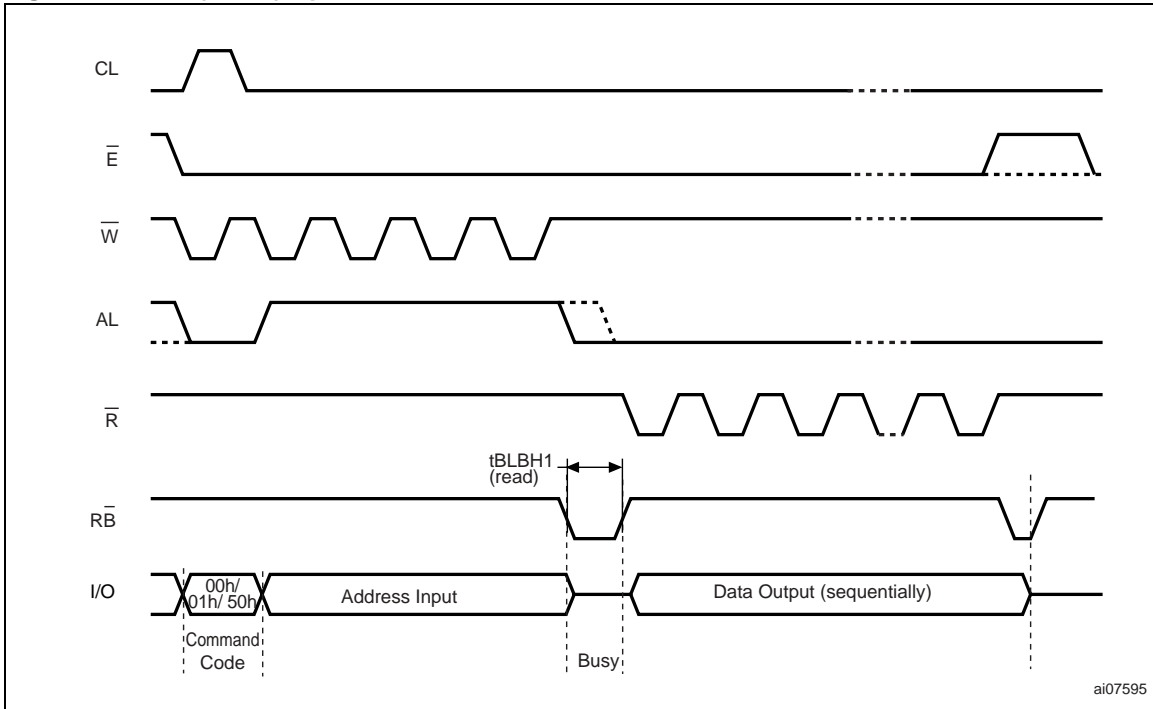 CL
E̅
W̅
AL
R̅
tBLBH1
(read)
RB̅
I/O
00h/
01h/ 50h
Address Input
Data Output (sequentially)
Command
Code
Busy
ai07595